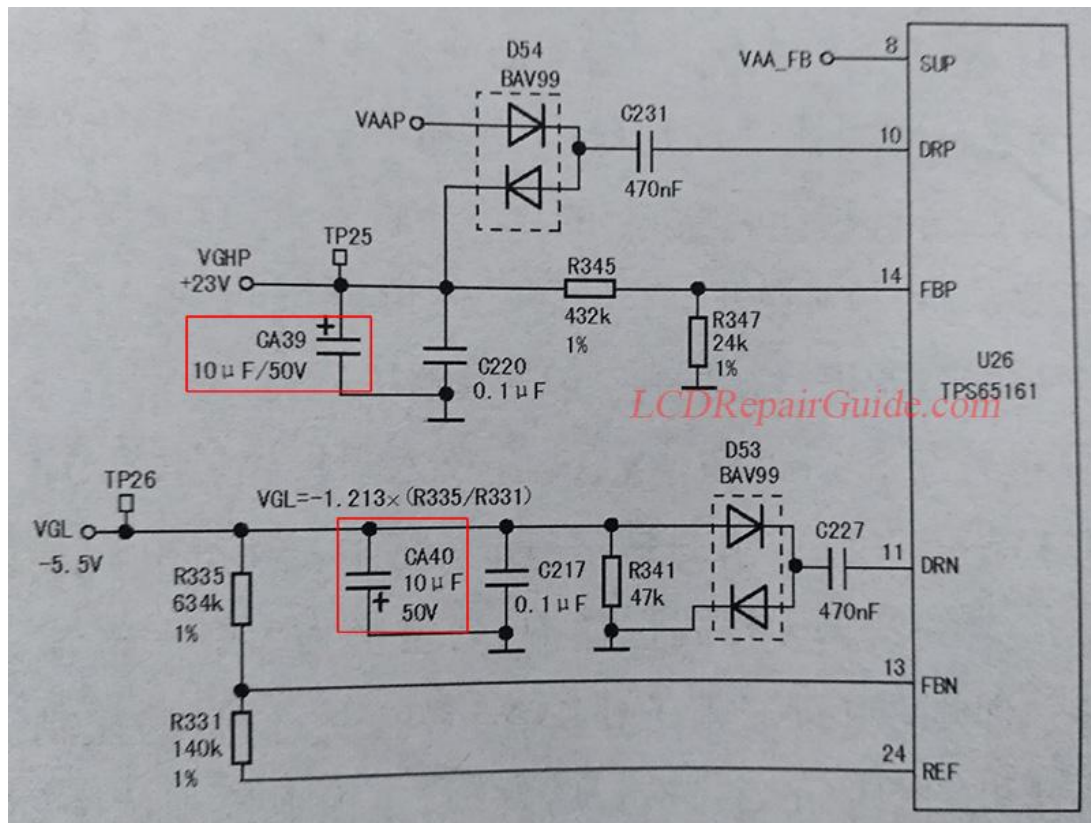 D54
BAV99
VAA_FB
8
SUP
VAAP
C231
470nF
10
DRP
TP25
VGHP
+23V
R345
432k
1%
14
FBP
R347
24k
1%
CA39
+
10μF/50V
C220
0.1μF
U26
TPS65161
LCDRepairGuide.com
D53
BAV99
TP26
VGL=-1.213×(R335/R331)
VGL
-5.5V
R335
634k
1%
CA40
10μF
50V
+
C217
0.1μF
R341
47k
C227
470nF
11
DRN
13
FBN
R331
140k
1%
24
REF